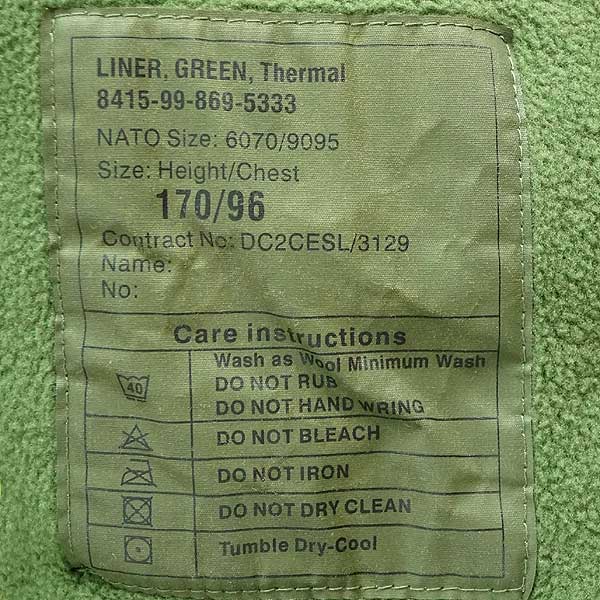 LINER, GREEN, Thermal
8415-99-869-5333
NATO Size: 6070/9095
Size: Height/Chest
170/96
Contract No: DC2CESL/3129
Name:
No:
Care instructions
Wash as Wool Minimum Wash
40
DO NOT RUB
DO NOT HAND WRING
DO NOT BLEACH
DO NOT IRON
DO NOT DRY CLEAN
Tumble Dry-Cool